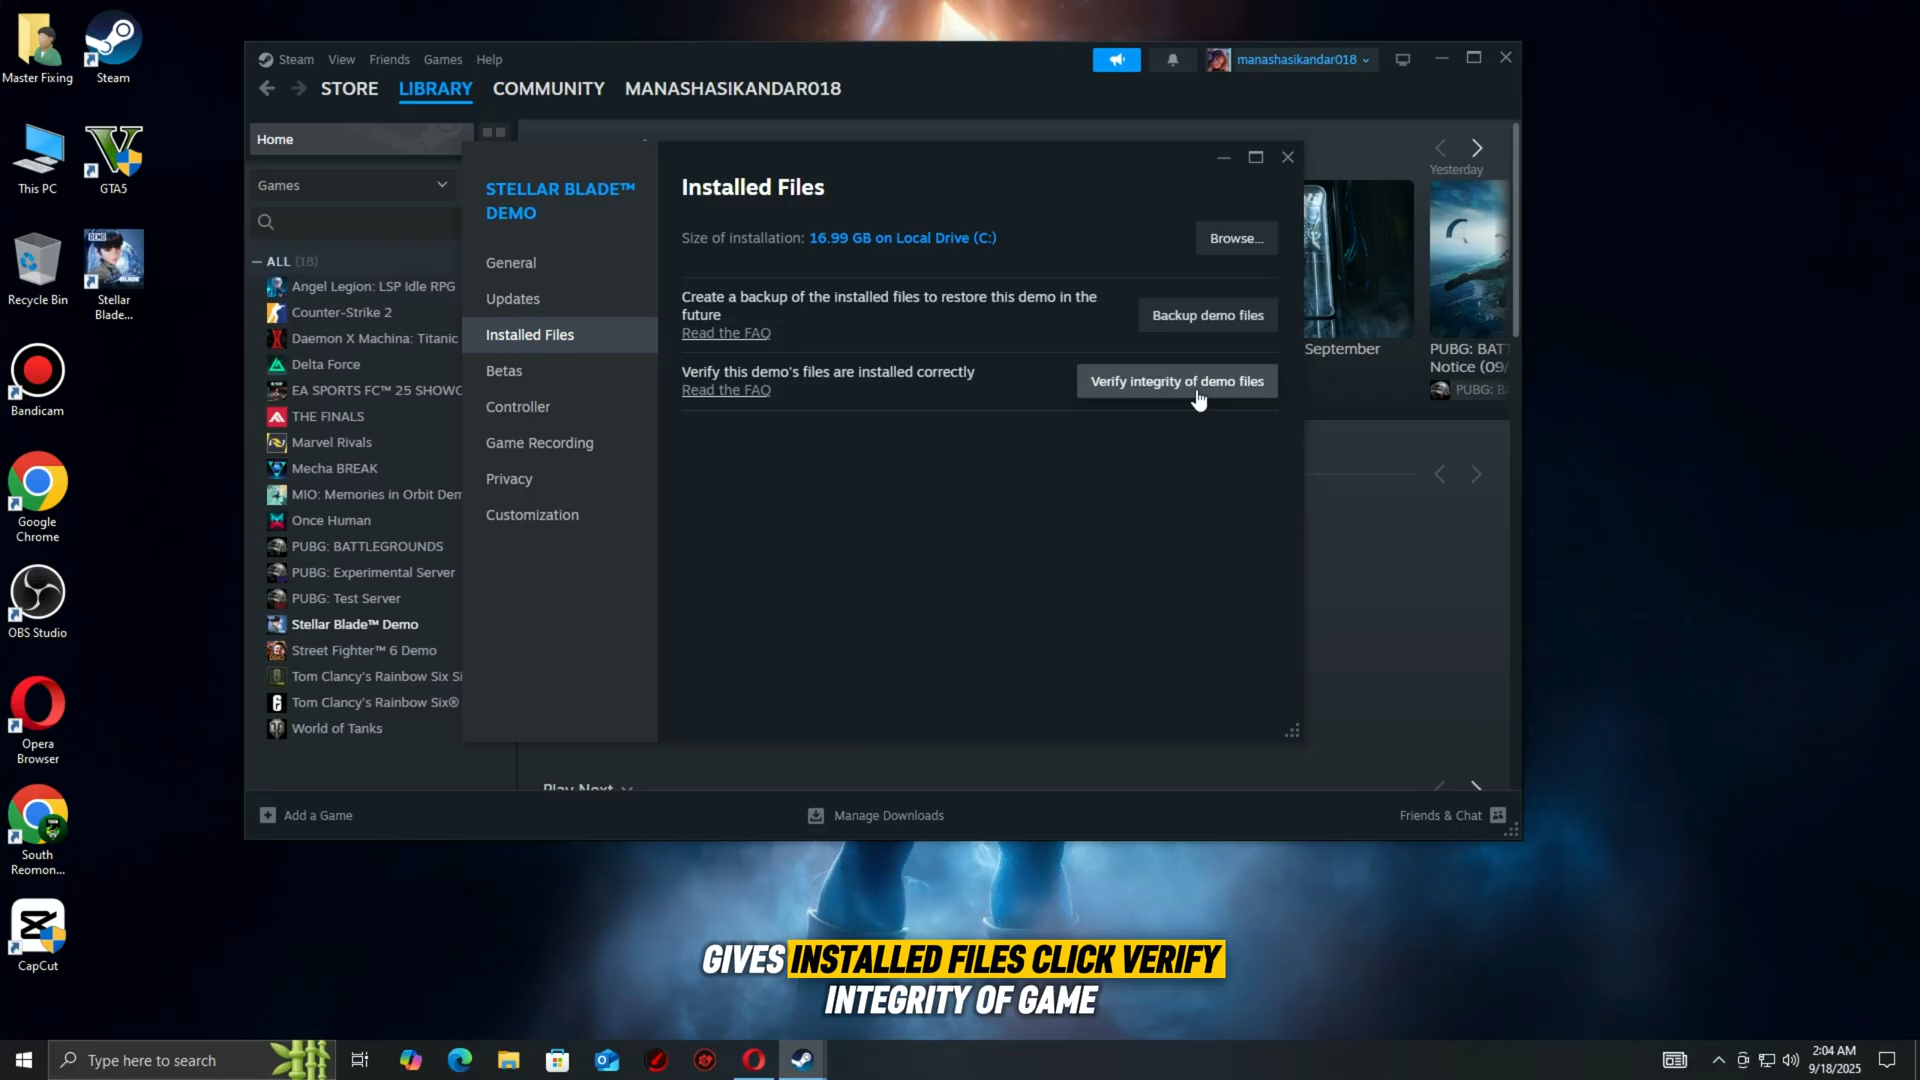 Master Fixing
Steam
This PC
GTA5
Recycle Bin
DEMO
Stellar
Blade...
Bandicam
Google
Chrome
OBS Studio
Opera
Browser
South
Reomon...
CapCut
Steam View Friends Games Help
manashasikandar018
STORE LIBRARY COMMUNITY MANASHASIKANDAR018
Home
Games
ALL (18)
Angel Legion: LSP Idle RPG
Counter-Strike 2
Daemon X Machina: Titanic
Delta Force
EA SPORTS FC™ 25 SHOWC
THE FINALS
Marvel Rivals
Mecha BREAK
MIO: Memories in Orbit Dem
Once Human
PUBG: BATTLEGROUNDS
PUBG: Experimental Server
PUBG: Test Server
Stellar Blade™ Demo
Street Fighter™ 6 Demo
Tom Clancy's Rainbow Six Si
Tom Clancy's Rainbow Six®
World of Tanks
STELLAR BLADE™
DEMO
General
Updates
Installed Files
Betas
Controller
Game Recording
Privacy
Customization
Installed Files
Size of installation: 16.99 GB on Local Drive (C:)
Browse...
Create a backup of the installed files to restore this demo in the
future
Read the FAQ
Backup demo files
Verify this demo's files are installed correctly
Read the FAQ
Verify integrity of demo files
Yesterday
September
PUBG: BAT
Notice (09/
PUBG: BA
Play Next
Add a Game
Manage Downloads
Friends & Chat
GIVES INSTALLED FILES CLICK VERIFY
INTEGRITY OF GAME
Type here to search
2:04 AM
9/18/2025